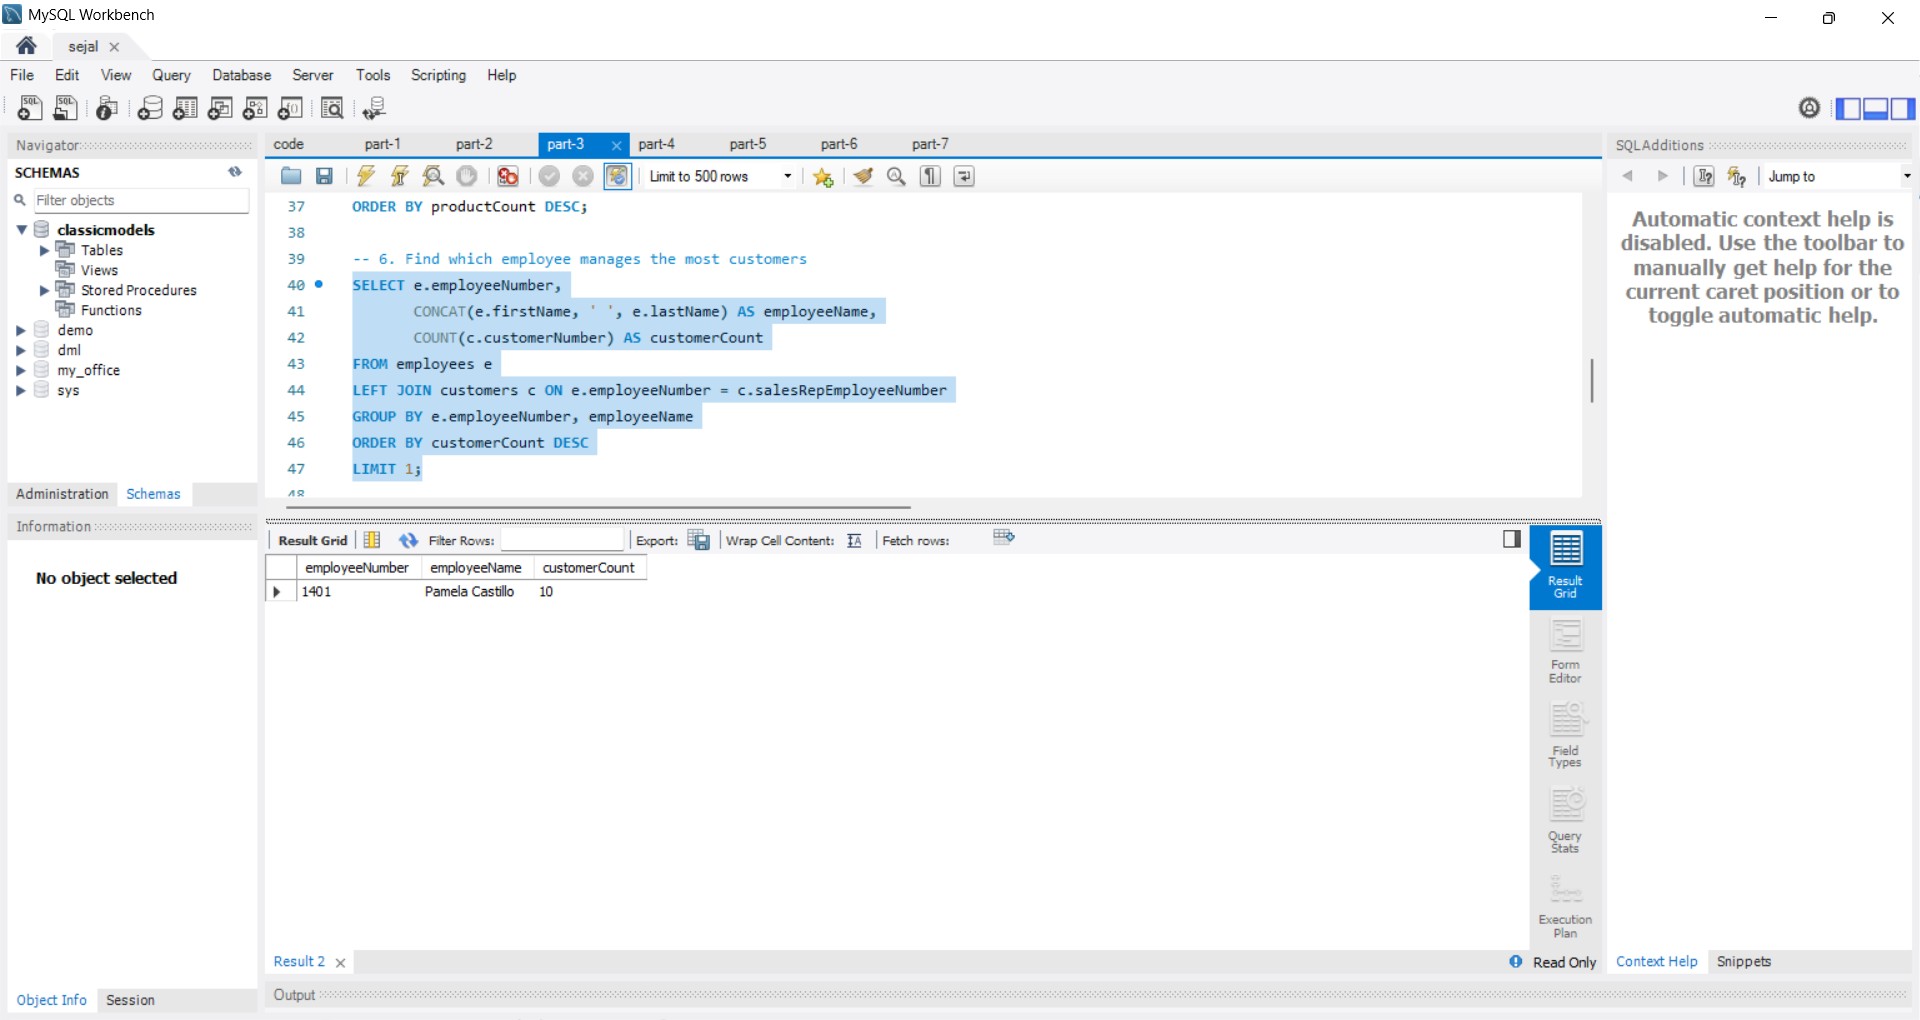 MySQL Workbench
sejal
File Edit View Query Database Server Tools Scripting Help
Navigator
SCHEMAS
Filter objects
classicmodels
Tables
Views
Stored Procedures
Functions
demo
dml
my_office
sys
Administration Schemas
Information
No object selected
Object Info Session
code part-1 part-2 part-3 part-4 part-5 part-6 part-7
Limit to 500 rows
37 ORDER BY productCount DESC;
38
39 -- 6. Find which employee manages the most customers
40 SELECT e.employeeNumber,
41 CONCAT(e.firstName, ' ', e.lastName) AS employeeName,
42 COUNT(c.customerNumber) AS customerCount
43 FROM employees e
44 LEFT JOIN customers c ON e.employeeNumber = c.salesRepEmployeeNumber
45 GROUP BY e.employeeNumber, employeeName
46 ORDER BY customerCount DESC
47 LIMIT 1;
48
Result Grid Filter Rows: Export: Wrap Cell Content: Fetch rows:
employeeNumber employeeName customerCount
1401 Pamela Castillo 10
Result
Grid
Form
Editor
Field
Types
Query
Stats
Execution
Plan
Result 2 Read Only
Output
SQLAdditions
Jump to
Automatic context help is
disabled. Use the toolbar to
manually get help for the
current caret position or to
toggle automatic help.
Context Help Snippets